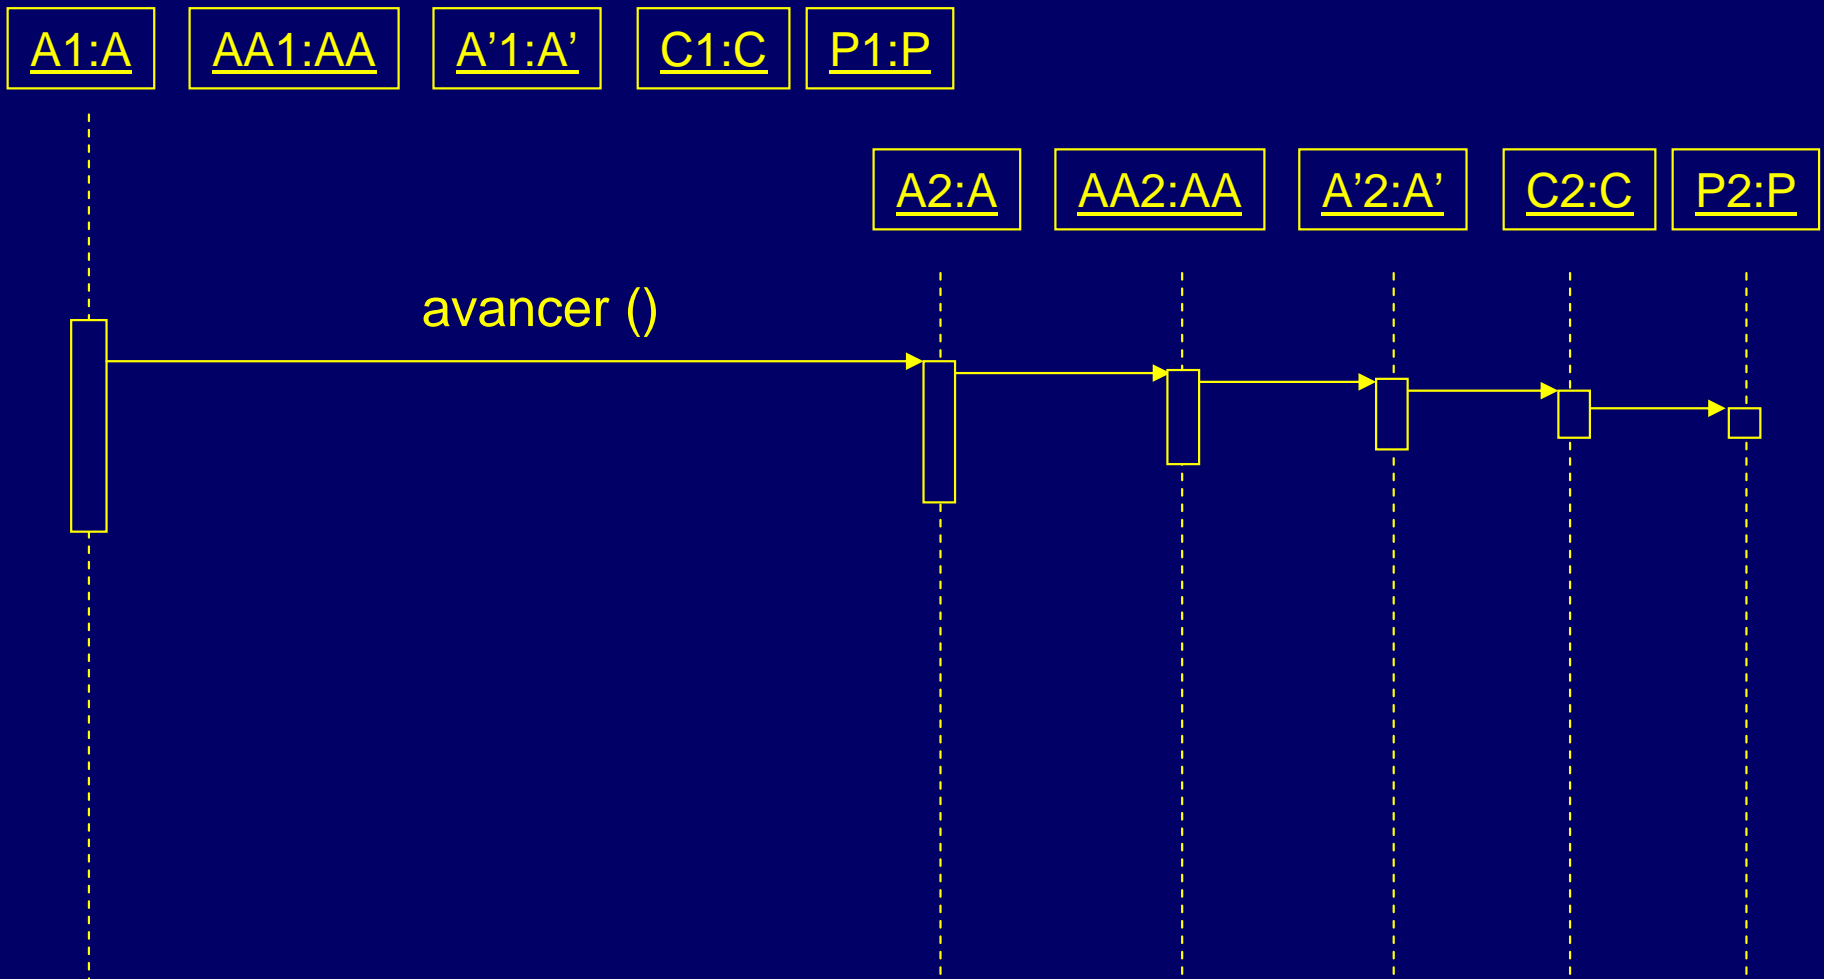 A1:A
AA1:AA
A’1:A’
C1:C
P1:P
A2:A
AA2:AA
A’2:A’
C2:C
P2:P
avancer ()